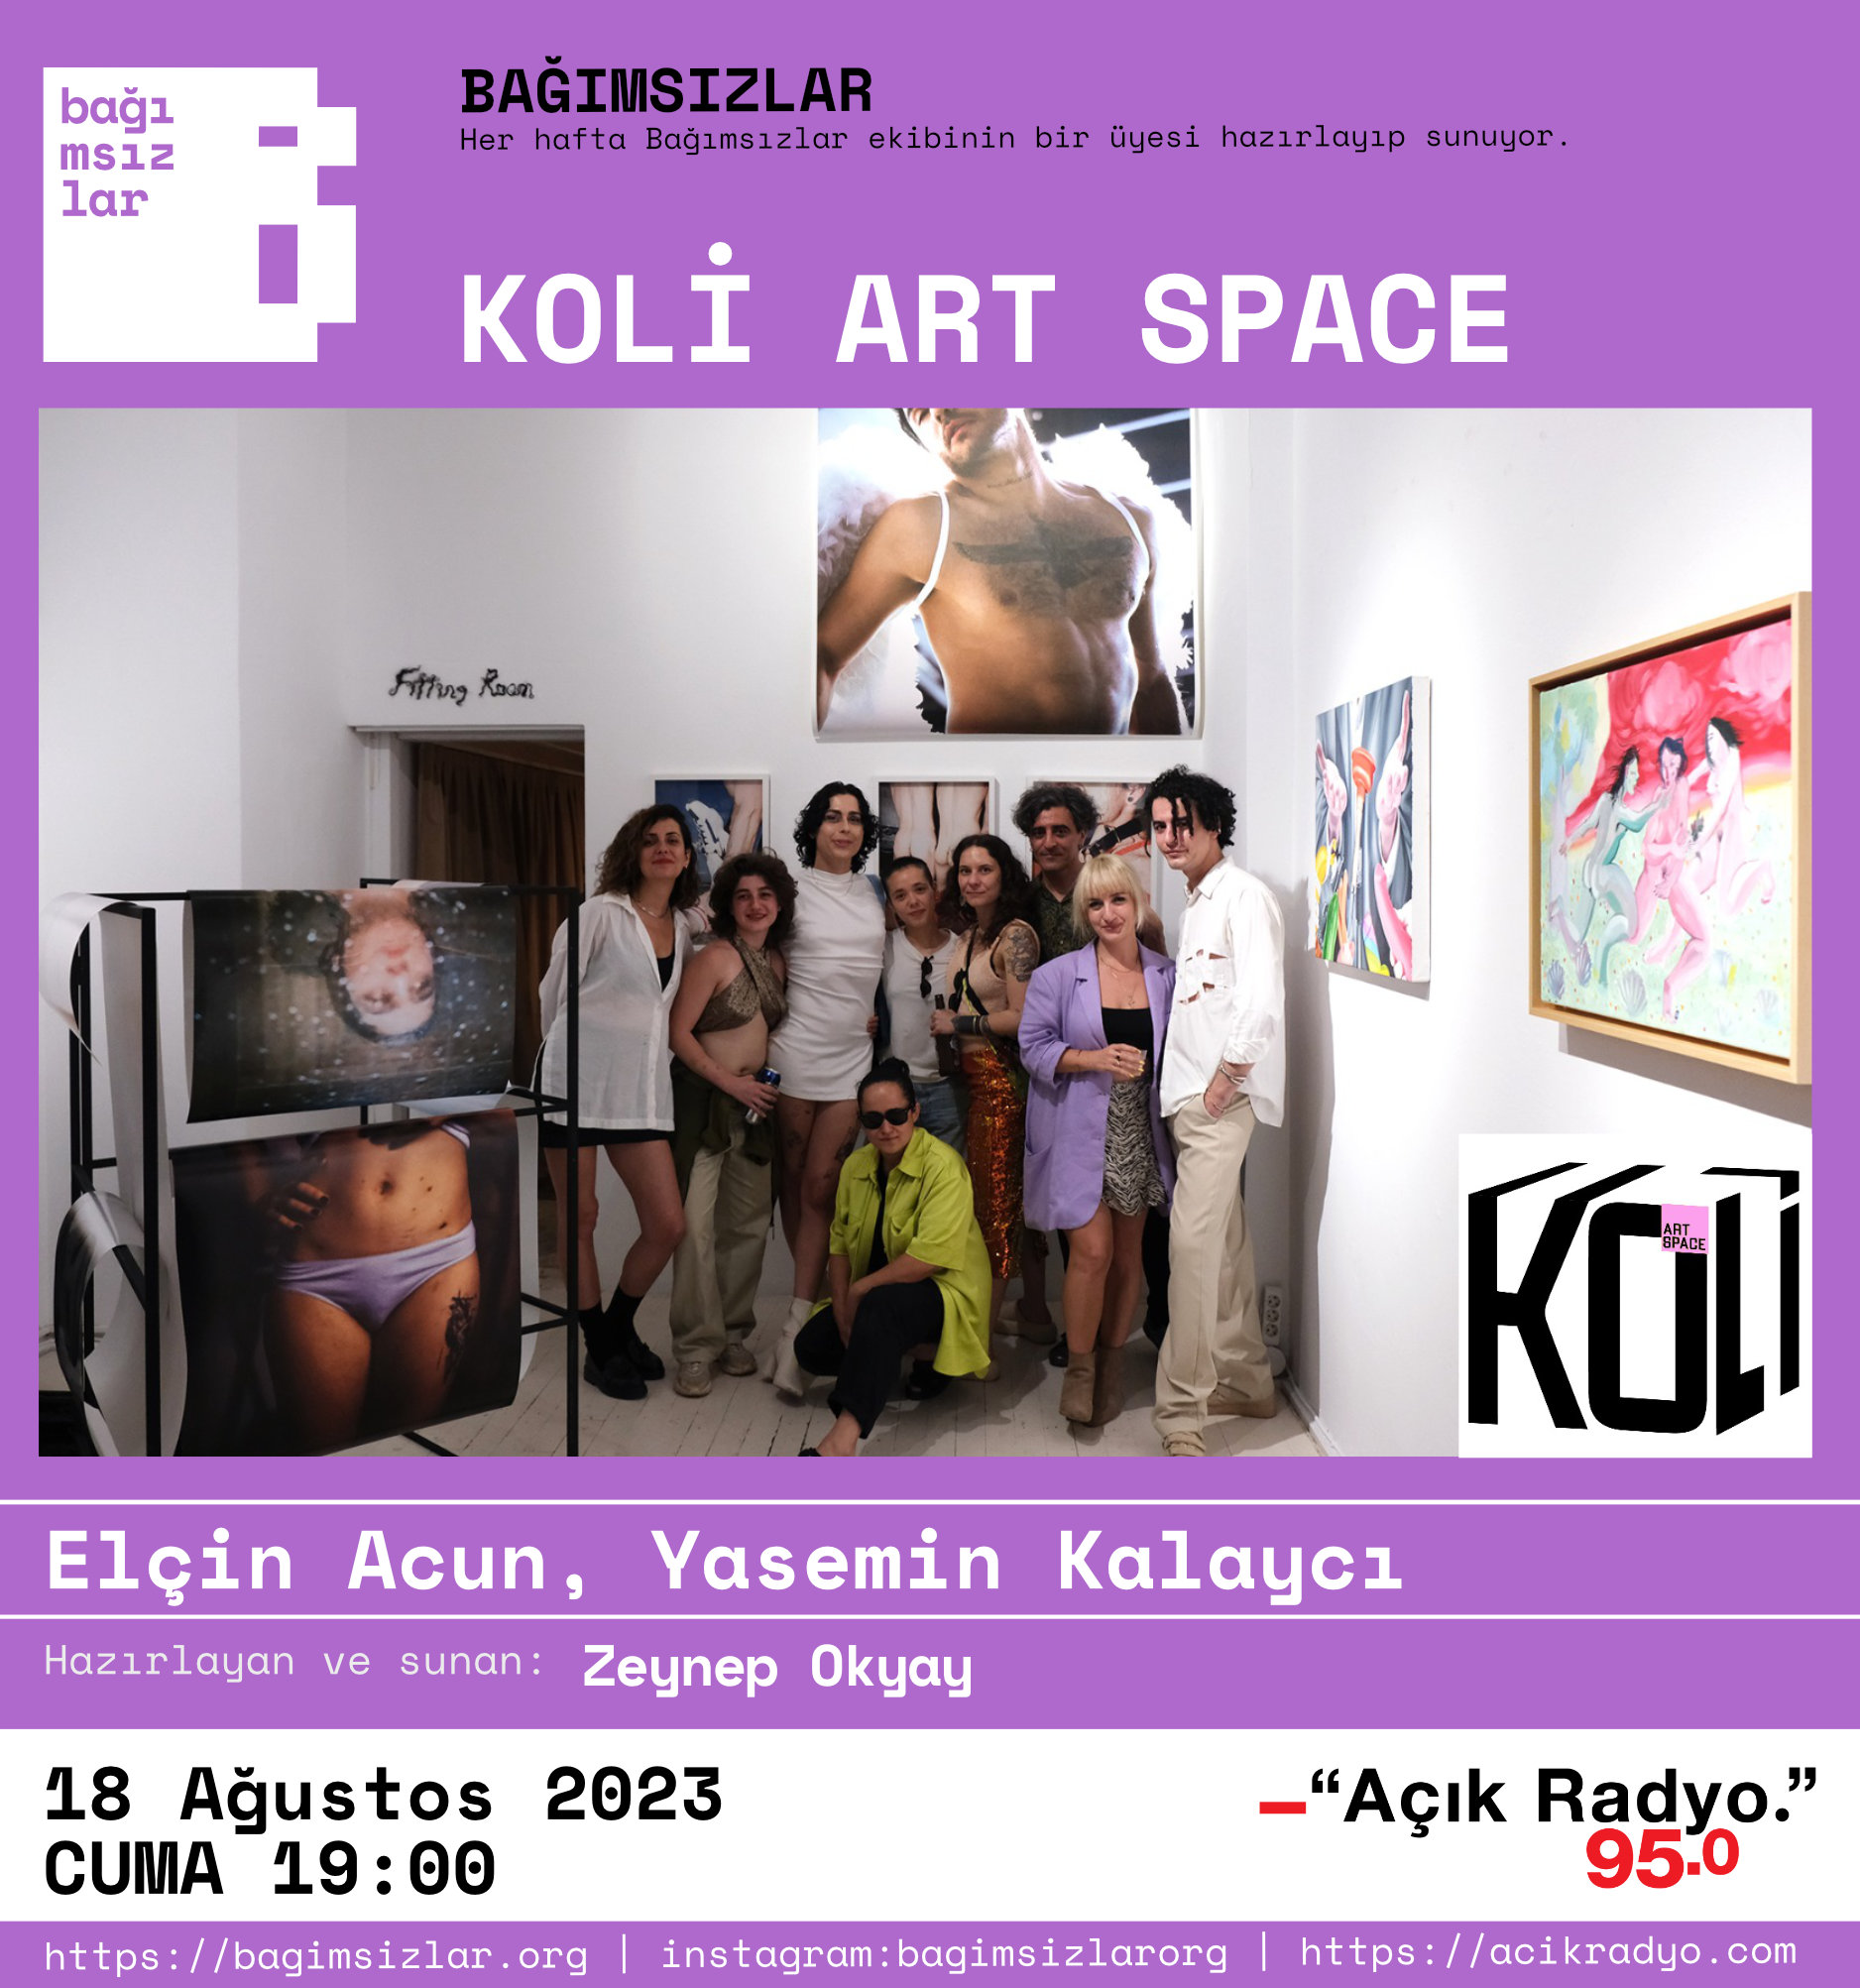 bağı
msız
lar
BAĞIMSIZLAR
Her hafta Bağımsızlar ekibinin bir üyesi hazırlayıp sunuyor.
KOLİ ART SPACE
Fitting Room
KOLI
ART
SPACE
Elçin Acun, Yasemin Kalaycı
Hazırlayan ve sunan: Zeynep Okyay
18 Ağustos 2023
CUMA 19:00
–“Açık Radyo.”
95.0
https://bagimsizlar.org | instagram:bagimsizlarorg | https://acikradyo.com